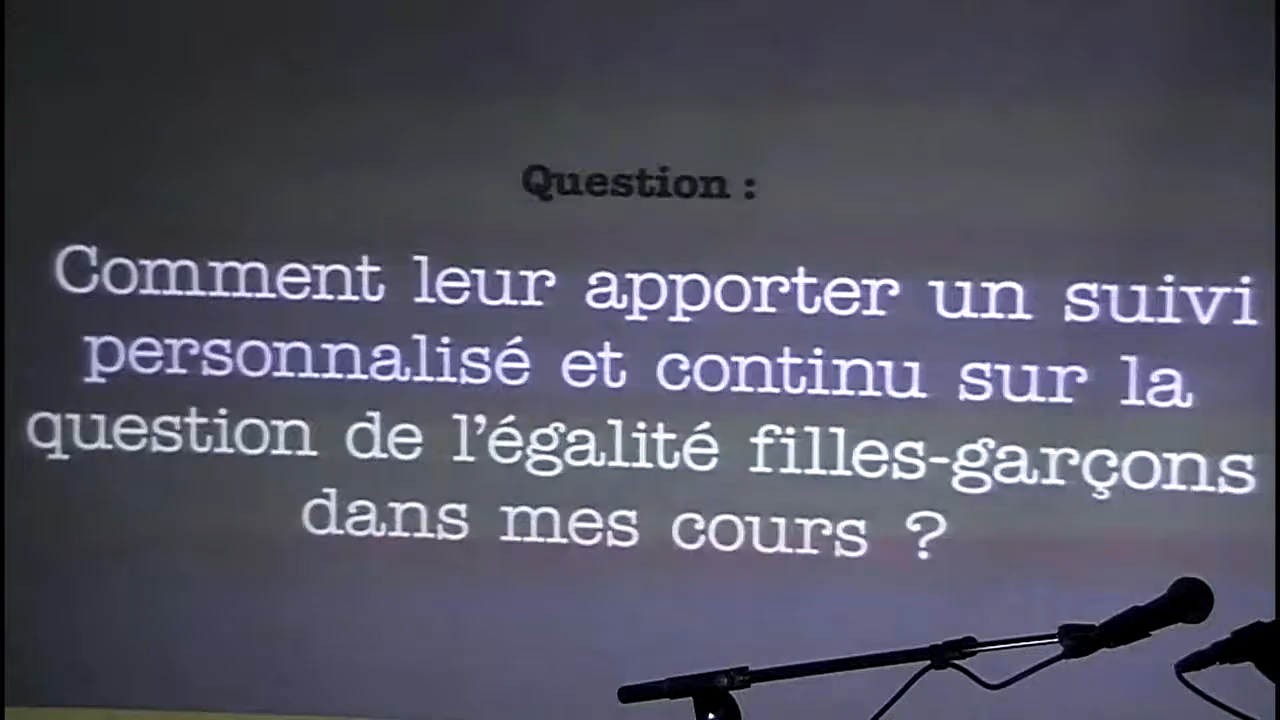 Question :
Comment leur apporter un suivi
personnalisé et continu sur la
question de l'égalité filles-garçons
dans mes cours ?